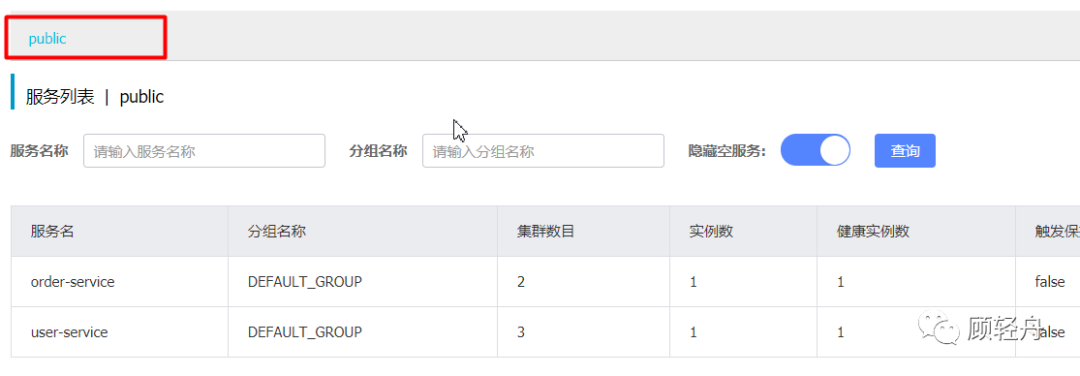 public
服务列表 | public
服务名称 请输入服务名称 分组名称 请输入分组名称 隐藏空服务: 查询
服务名 分组名称 集群数目 实例数 健康实例数 触发保
order-service DEFAULT_GROUP 2 1 1 false
user-service DEFAULT_GROUP 3 1 1 false
顾轻舟